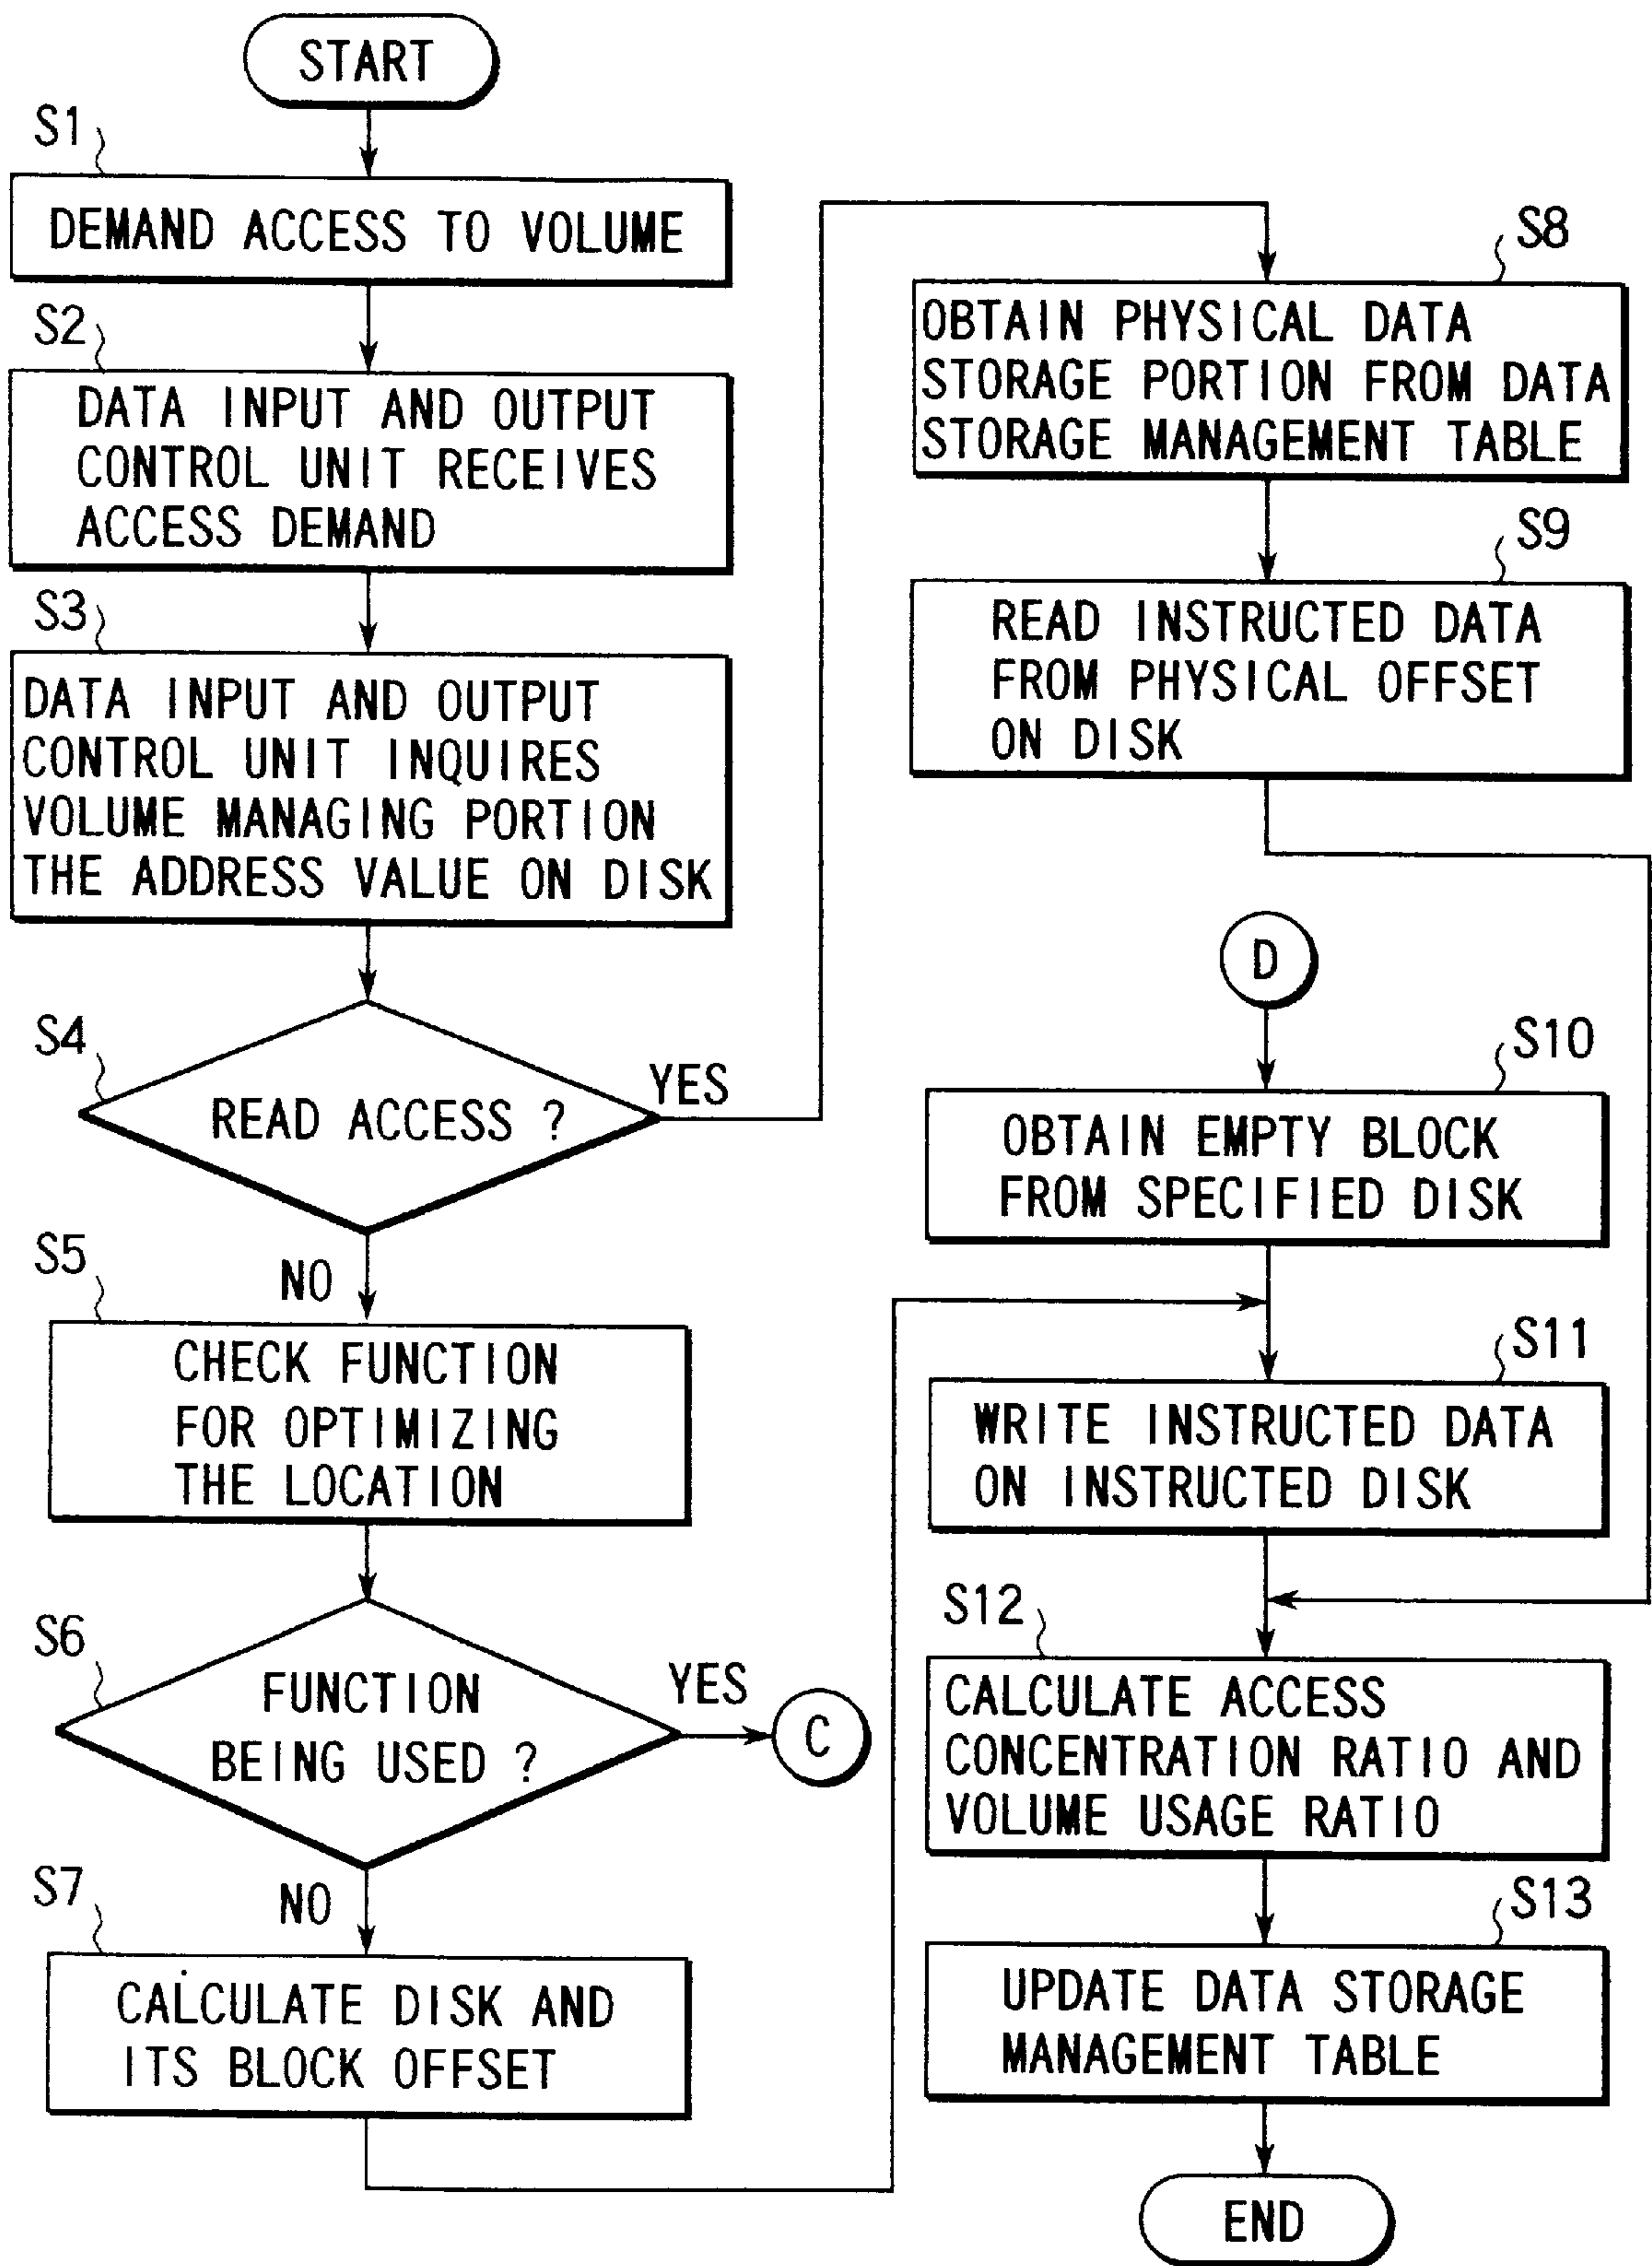 START
S1
DEMAND ACCESS TO VOLUME
S2
DATA INPUT AND OUTPUT
CONTROL UNIT RECEIVES
ACCESS DEMAND
S3
DATA INPUT AND OUTPUT
CONTROL UNIT INQUIRES
VOLUME MANAGING PORTION
THE ADDRESS VALUE ON DISK
S4
READ ACCESS ?
YES
NO
S5
CHECK FUNCTION
FOR OPTIMIZING
THE LOCATION
S6
FUNCTION
BEING USED ?
YES
C
NO
S7
CALCULATE DISK AND
ITS BLOCK OFFSET
S8
OBTAIN PHYSICAL DATA
STORAGE PORTION FROM DATA
STORAGE MANAGEMENT TABLE
S9
READ INSTRUCTED DATA
FROM PHYSICAL OFFSET
ON DISK
D
S10
OBTAIN EMPTY BLOCK
FROM SPECIFIED DISK
S11
WRITE INSTRUCTED DATA
ON INSTRUCTED DISK
S12
CALCULATE ACCESS
CONCENTRATION RATIO AND
VOLUME USAGE RATIO
S13
UPDATE DATA STORAGE
MANAGEMENT TABLE
END